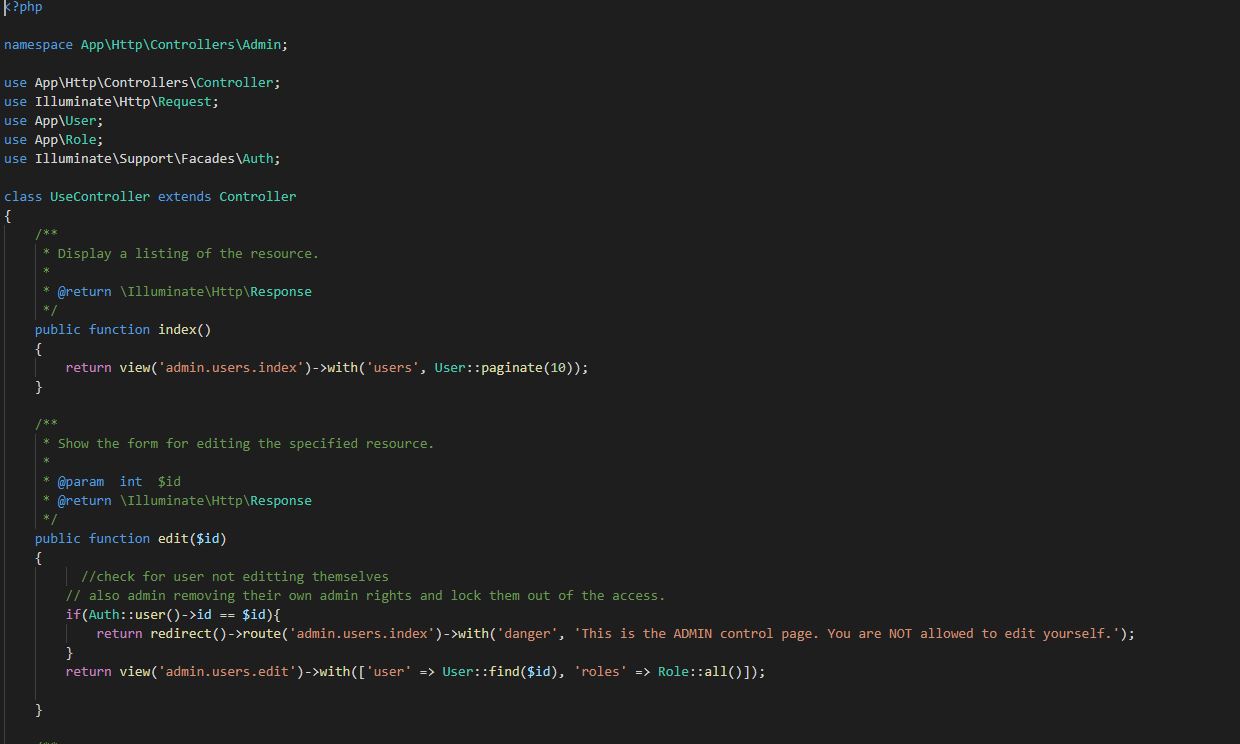 <?php
namespace App\Http\Controllers\Admin;
use App\Http\Controllers\Controller;
use Illuminate\Http\Request;
use App\User;
use App\Role;
use Illuminate\Support\Facades\Auth;
class UseController extends Controller
{
/**
* Display a listing of the resource.
*
* @return \Illuminate\Http\Response
*/
public function index()
{
return view('admin.users.index')->with('users', User::paginate(10));
}
/**
* Show the form for editing the specified resource.
*
* @param  int  $id
* @return \Illuminate\Http\Response
*/
public function edit($id)
{
//check for user not editting themselves
// also admin removing their own admin rights and lock them out of the access.
if(Auth::user()->id == $id){
return redirect()->route('admin.users.index')->with('danger', 'This is the ADMIN control page. You are NOT allowed to edit yourself.');
}
return view('admin.users.edit')->with(['user' => User::find($id), 'roles' => Role::all()]);
}